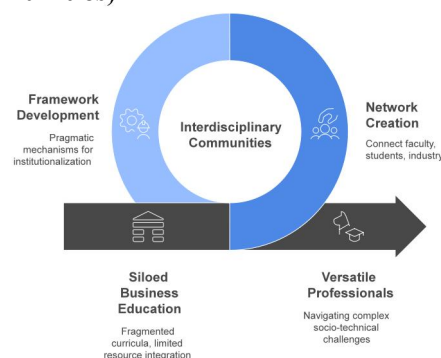 Framework
Development
Pragmatic
mechanisms for
institutionalization
Interdisciplinary
Communities
Network
Creation
Connect faculty,
students, industry
Siloed
Business
Education
Fragmented
curricula, limited
resource integration
Versatile
Professionals
Navigating complex
socio-technical
challenges